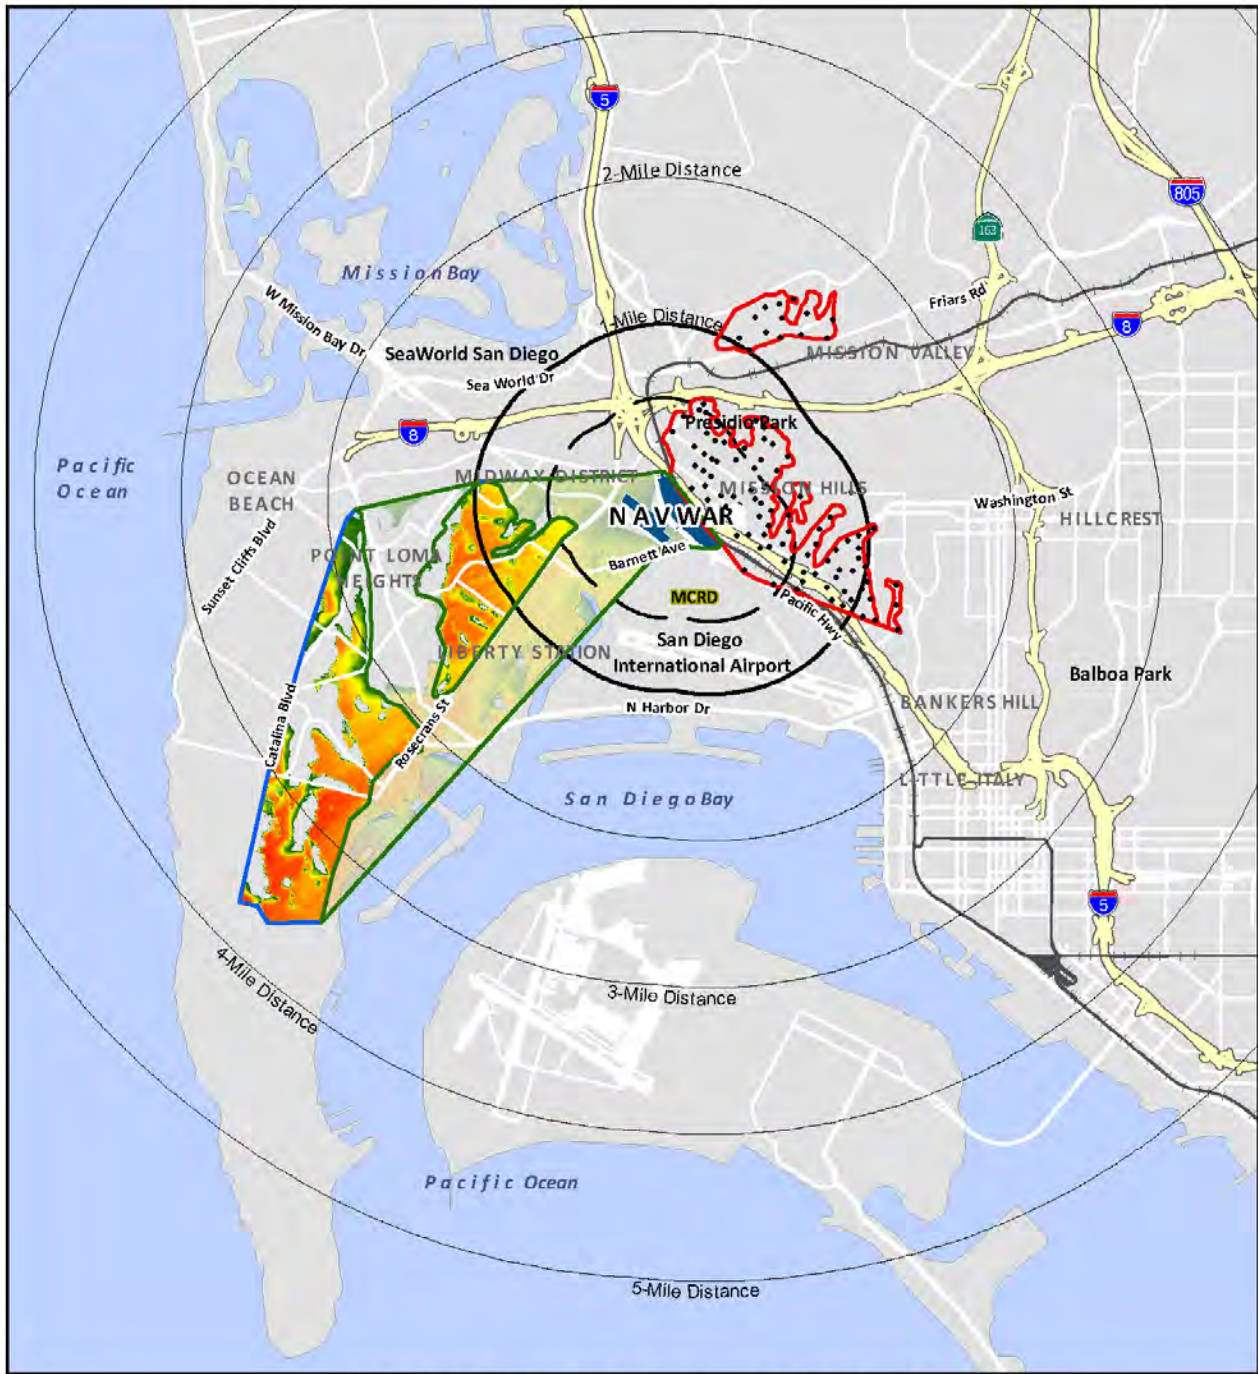 5
2-Mile Distance
805
163
Mission Bay
Friars Rd
W Mission Bay Dr
1-Mile Distance
8
SeaWorld San Diego
MISSION VALLEY
Sea World Dr
8
Presidio Park
Pacific
Ocean
OCEAN
BEACH
MIDWAY DISTRICT
MISSION HILLS
Washington St
NAVWAR
HILLCREST
Sunset Cliffs Blvd
POINT LOMA
HEIGHTS
Barnett Ave
MCRD
Pacific Hwy
LIBERTY STATION
San Diego
International Airport
Balboa Park
Catalina Blvd
Rosecrans St
N Harbor Dr
BANKERS HILL
LITTLE ITALY
San Diego Bay
5
4-Mile Distance
3-Mile Distance
Pacific Ocean
5-Mile Distance